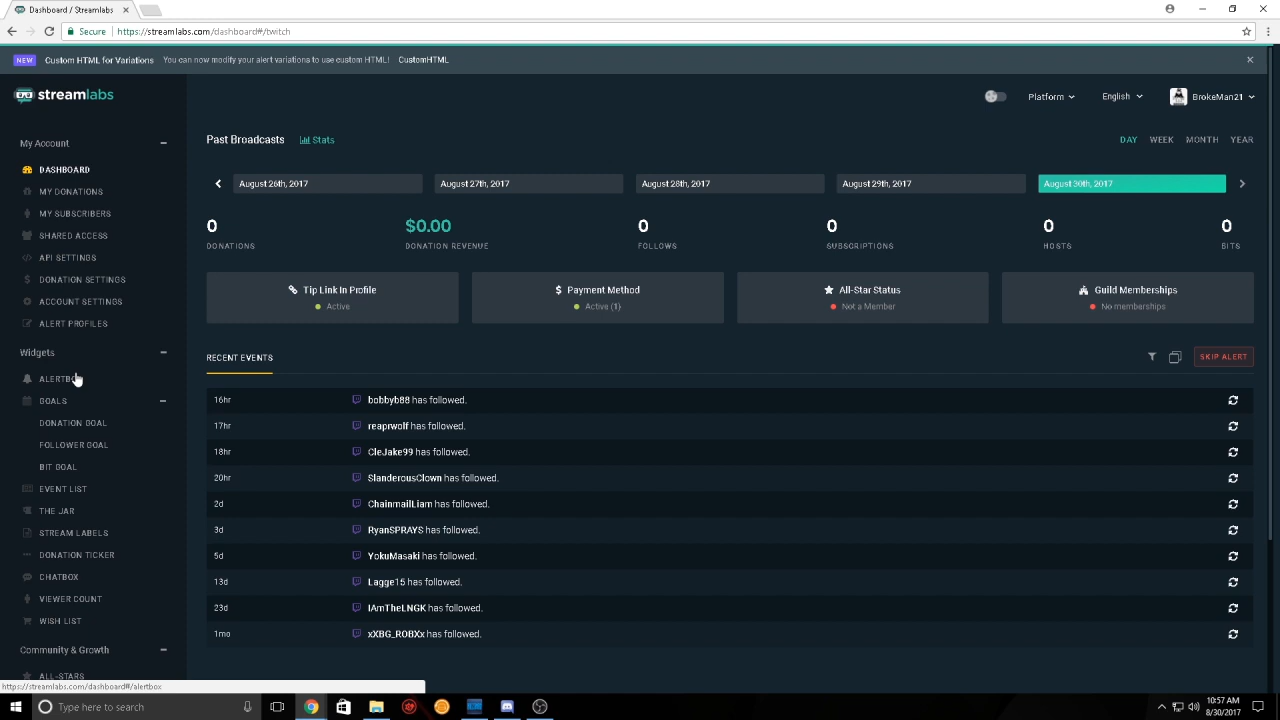 Dashboard / Streamlabs
Secure https://streamlabs.com/dashboard#/twitch
NEW Custom HTML for Variations You can now modify your alert variations to use custom HTML! CustomHTML
streamlabs
Platform English BrokeMan21
My Account
DASHBOARD
MY DONATIONS
MY SUBSCRIBERS
SHARED ACCESS
API SETTINGS
DONATION SETTINGS
ACCOUNT SETTINGS
ALERT PROFILES
Widgets
GOALS
DONATION GOAL
FOLLOWER GOAL
BIT GOAL
EVENT LIST
THE JAR
STREAM LABELS
DONATION TICKER
CHATBOX
VIEWER COUNT
WISH LIST
Community & Growth
ALL-STARS
https://streamlabs.com/dashboard#/alertbox
Past Broadcasts Stats DAY WEEK MONTH YEAR
August 26th, 2017 August 27th, 2017 August 28th, 2017 August 29th, 2017 August 30th, 2017
0 $0.00 0 0 0 0
DONATIONS DONATION REVENUE FOLLOWS SUBSCRIPTIONS HOSTS BITS
Tip Link In Profile Payment Method All-Star Status Guild Memberships
Active Active (1) Not a Member No memberships
RECENT EVENTS SKIP ALERT
16hr bobbyb88 has followed.
17hr reaprwolf has followed.
18hr CleJake99 has followed.
20hr SlanderousClown has followed.
2d ChainmailLiam has followed.
3d RyanSPRAYS has followed.
5d YokuMasaki has followed.
13d Lagge15 has followed.
23d IAmTheLNGK has followed.
1mo xXBG_ROBXx has followed.
Type here to search
10:57 AM
8/30/2017